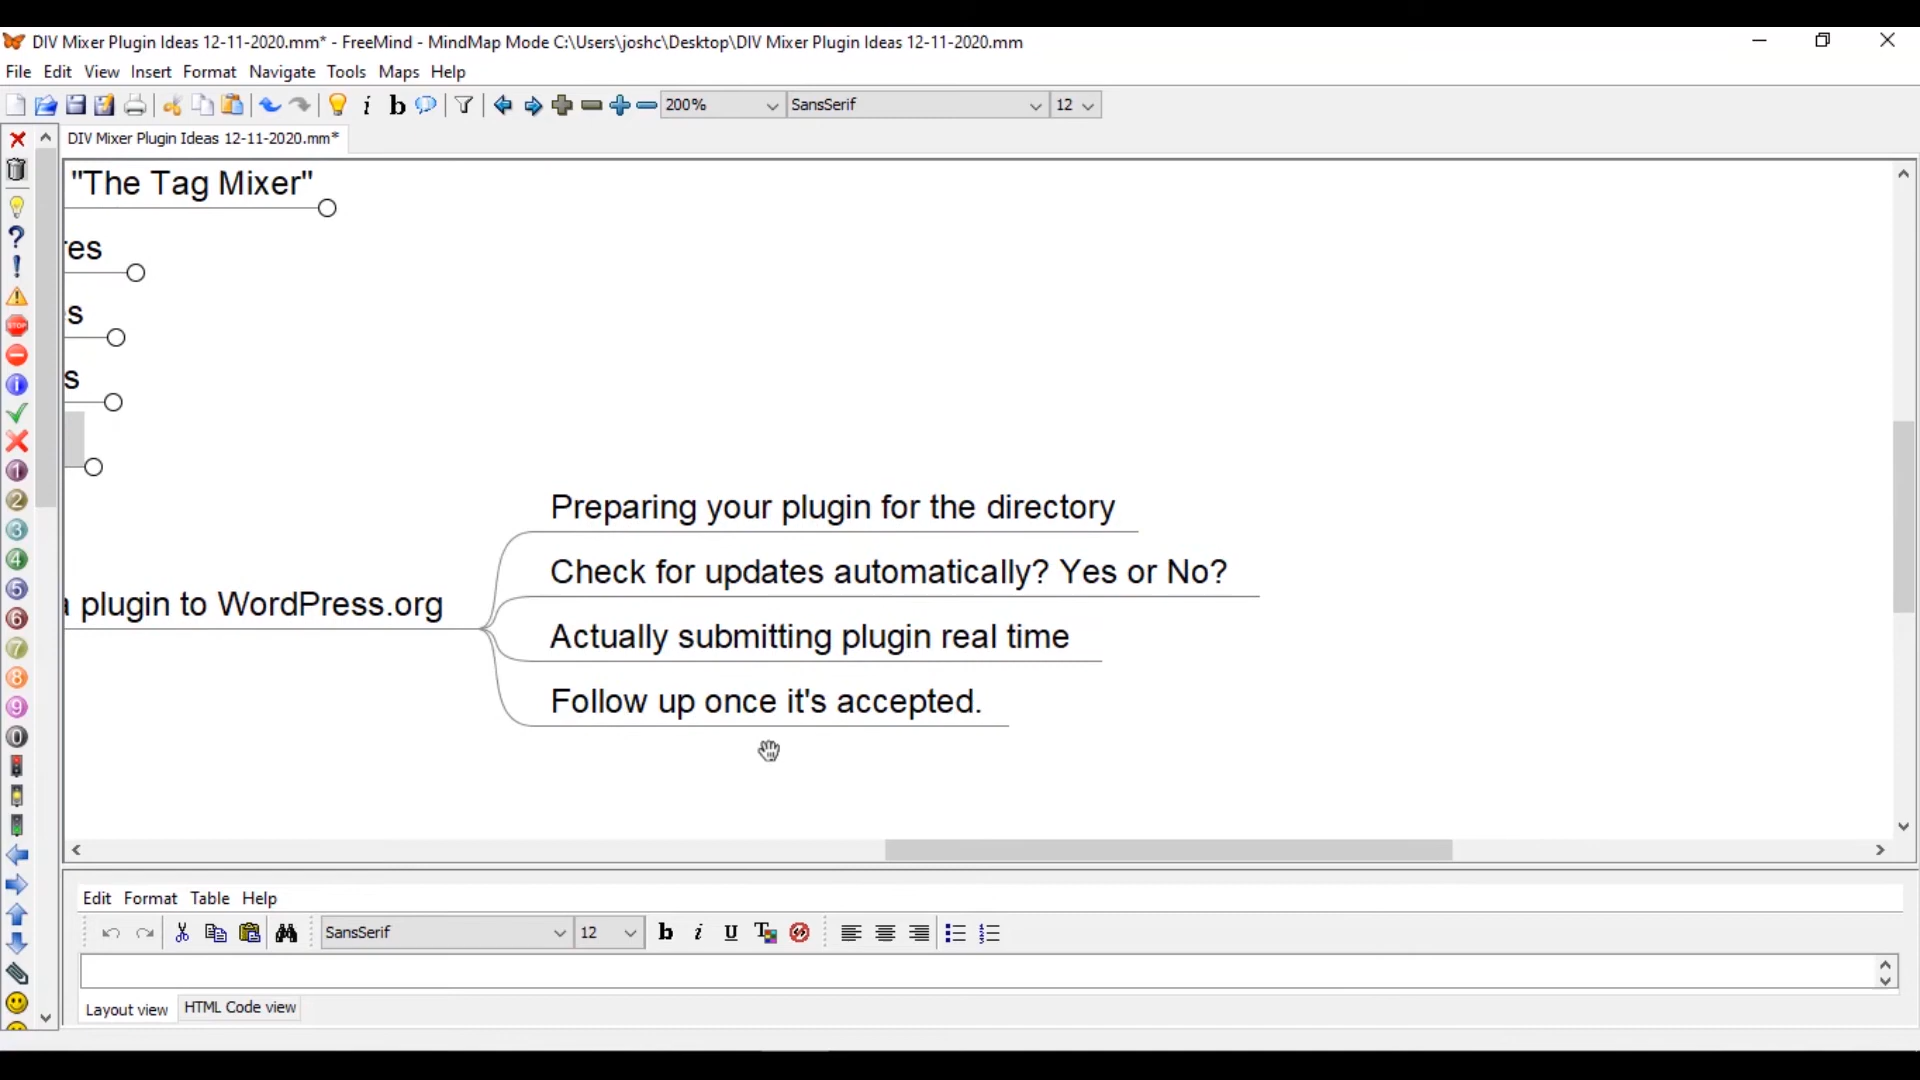 DIV Mixer Plugin Ideas 12-11-2020.mm* - FreeMind - MindMap Mode C:\Users\joshc\Desktop\DIV Mixer Plugin Ideas 12-11-2020.mm
File Edit View Insert Format Navigate Tools Maps Help
200% SansSerif 12
DIV Mixer Plugin Ideas 12-11-2020.mm*
"The Tag Mixer"
res
s
s
Preparing your plugin for the directory
Check for updates automatically? Yes or No?
a plugin to WordPress.org
Actually submitting plugin real time
Follow up once it's accepted.
Edit Format Table Help
SansSerif 12 b i U
Layout view HTML Code view